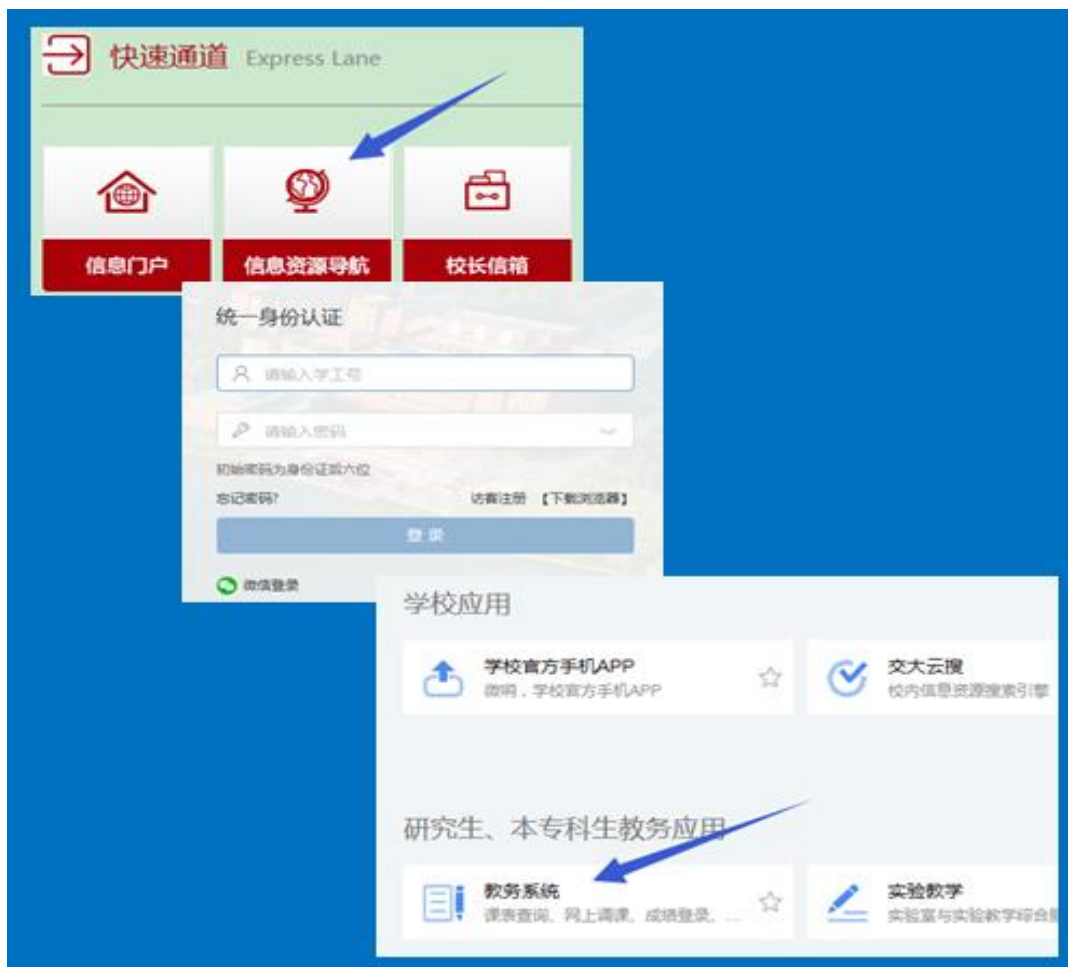 快速通道 Express Lane
信息门户 信息资源导航 校长信箱
统一身份认证
请输入学工号
请输入密码
初始密码为身份证后六位
忘记密码? 访客注册 【下载浏览器】
登 录
微信登录
学校应用
学校官方手机APP 交大云搜
微哨，学校官方手机APP 校内信息资源搜索引擎
研究生、本专科生教务应用
教务系统 实验教学
课表查询、网上调课、成绩登录、... 实验室与实验教学综合